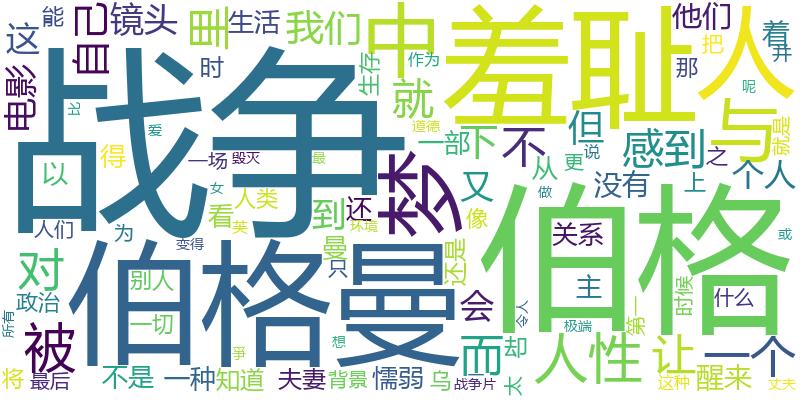 能 这 自己 镜头 里 生活 我们 中 羞耻 人 他们 把 着 井
电影 时 战争 生存 作为 就 呢 那 与
比 爱 一场 毁灭 最 道德 一部 下 不 但 说 感到 之 就是
以 得 女 人类 梦 又 从 更 没有 上 个人
人们 为 看 到 还 像 伯格 做 关系 或
对 变得 芙 曼 环境 只 还是 主 时候 什么
政治 别人 伯格曼 会 极端 第一 令人
所有 被 一切 争 想 而 却 人性 让 一个
将 最后 不是 一种 知道 夫妻 背景 懦弱 乌 战争片 太 这种 醒来 丈夫